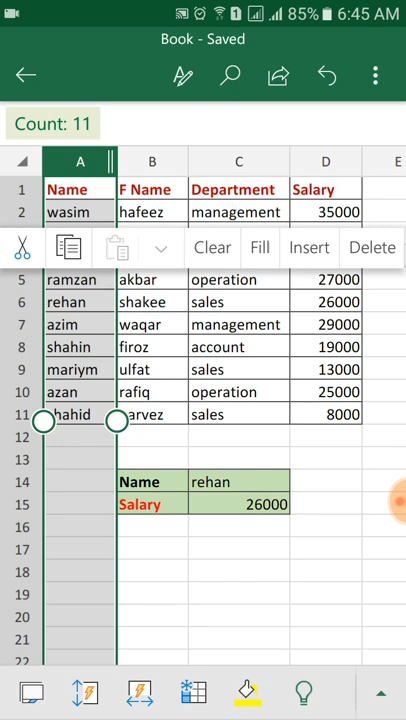 1 85% 6:45 AM
Book - Saved
Count: 11
A B C D E
1 Name F Name Department Salary
2 wasim hafeez management 35000
Clear Fill Insert Delete
5 ramzan akbar operation 27000
6 rehan shakee sales 26000
7 azim waqar management 29000
8 shahin firoz account 19000
9 mariym ulfat sales 13000
10 azan rafiq operation 25000
11 hahid arvez sales 8000
12
13
14 Name rehan
15 Salary 26000
16
17
18
19
20
21
22